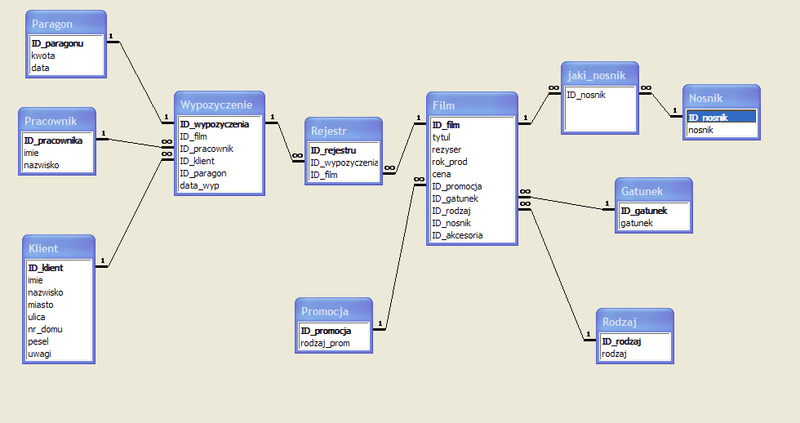 Paragon
ID_paragonu
kwota
data
Pracownik
ID_pracownika
imie
nazwisko
Klient
ID_klient
imie
nazwisko
miasto
ulica
nr_domu
pesel
uwagi
Wypozyczenie
ID_wypozyczenia
ID_film
ID_pracownik
ID_klient
ID_paragon
data_wyp
Rejestr
ID_rejestru
ID_wypozyczenia
ID_film
Promocja
ID_promocja
rodzaj_prom
Film
ID_film
tytul
rezyser
rok_prod
cena
ID_promocja
ID_gatunek
ID_rodzaj
ID_nosnik
ID_akcesoria
jaki_nosnik
ID_nosnik
Nosnik
ID_nosnik
nosnik
Gatunek
ID_gatunek
gatunek
Rodzaj
ID_rodzaj
rodzaj
1
1
1
1
∞
∞
1
∞
∞
1
∞
1
1
∞
∞
1
∞
∞
1
1